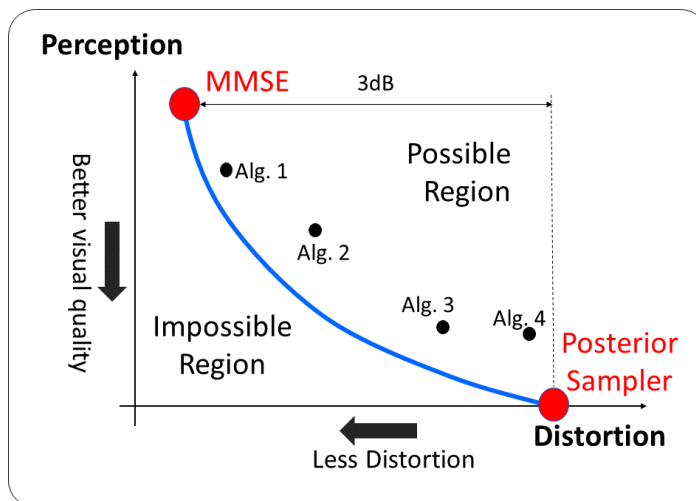 Perception
MMSE
3dB
Better visual quality
Alg. 1
Possible
Region
Alg. 2
Impossible
Region
Alg. 3
Alg. 4
Posterior
Sampler
Distortion
Less Distortion